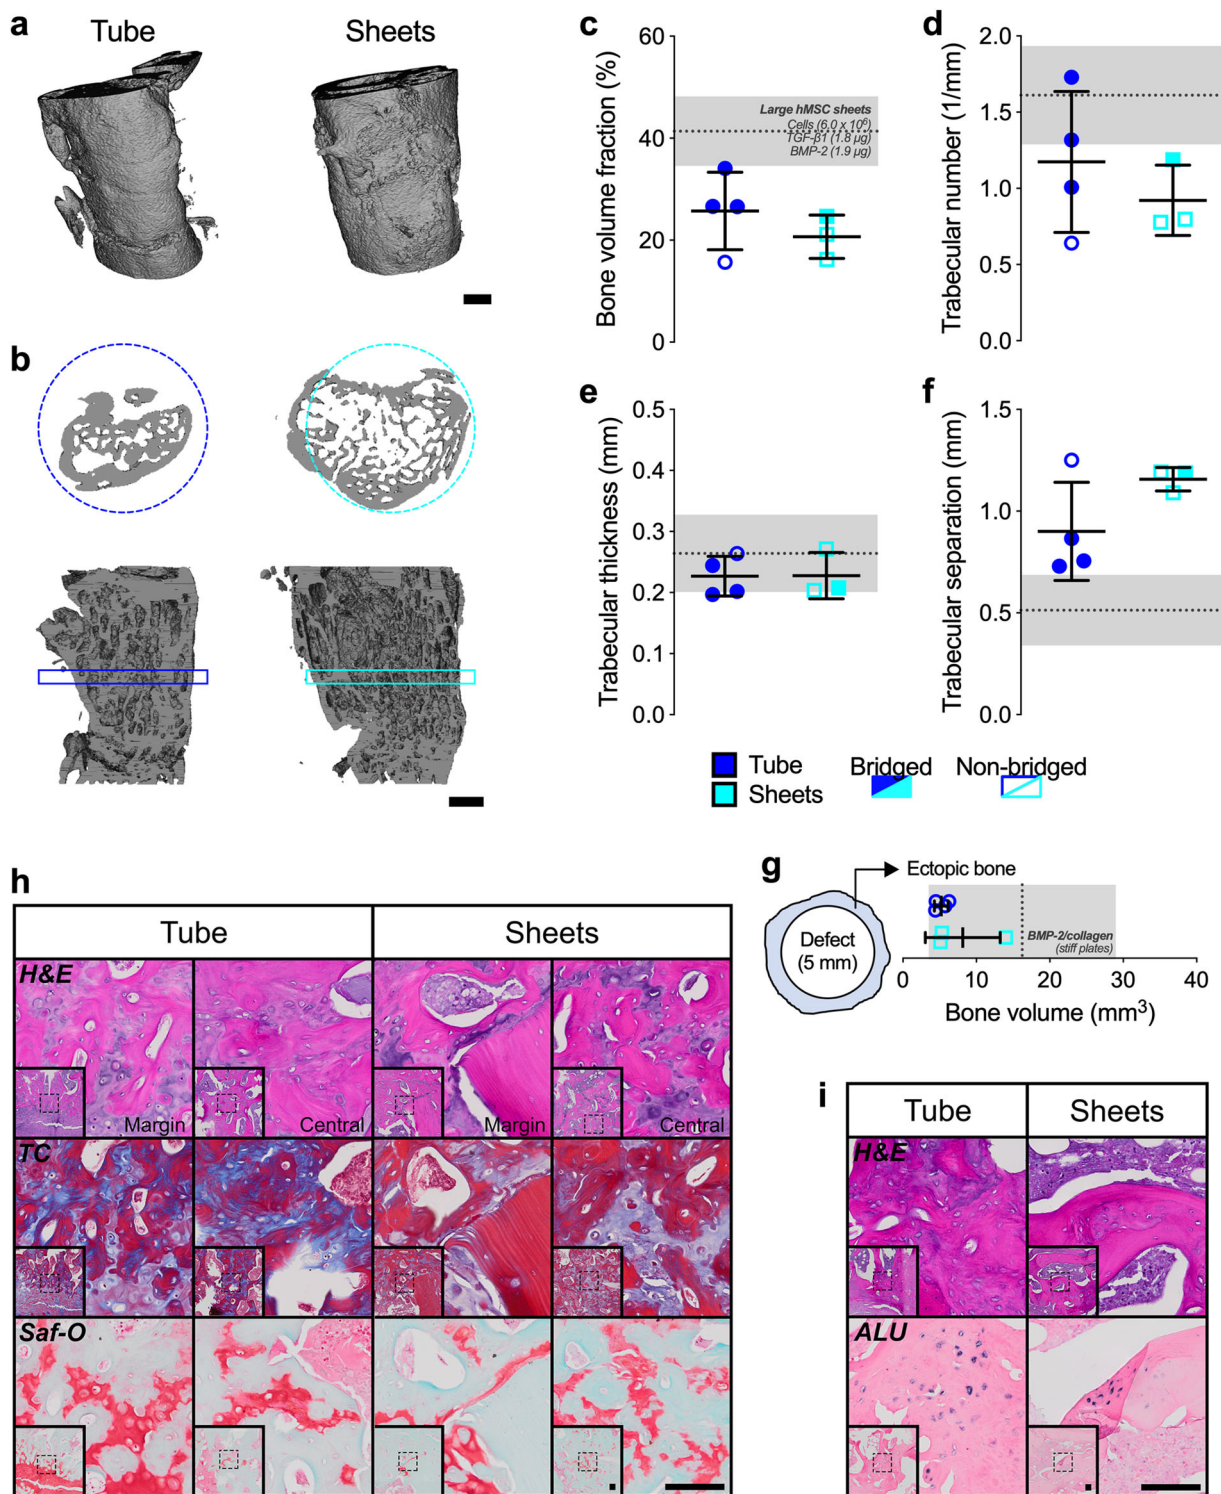 a
Tube
Sheets
b
c
Bone volume fraction (%)
60
40
20
0
Large hMSC sheets
Cells (6.0 x 10⁶)
TGF-β1 (1.8 µg)
BMP-2 (1.9 µg)
d
Trabecular number (1/mm)
2.0
1.5
1.0
0.5
0.0
e
Trabecular thickness (mm)
0.5
0.4
0.3
0.2
0.1
0.0
f
Trabecular separation (mm)
1.5
1.0
0.5
0.0
Tube
Sheets
Bridged
Non-bridged
g
Ectopic bone
Defect
(5 mm)
BMP-2/collagen
(stiff plates)
0 10 20 30 40
Bone volume (mm³)
h
Tube
Sheets
H&E
Margin
Central
Margin
Central
TC
Saf-O
i
Tube
Sheets
H&E
ALU